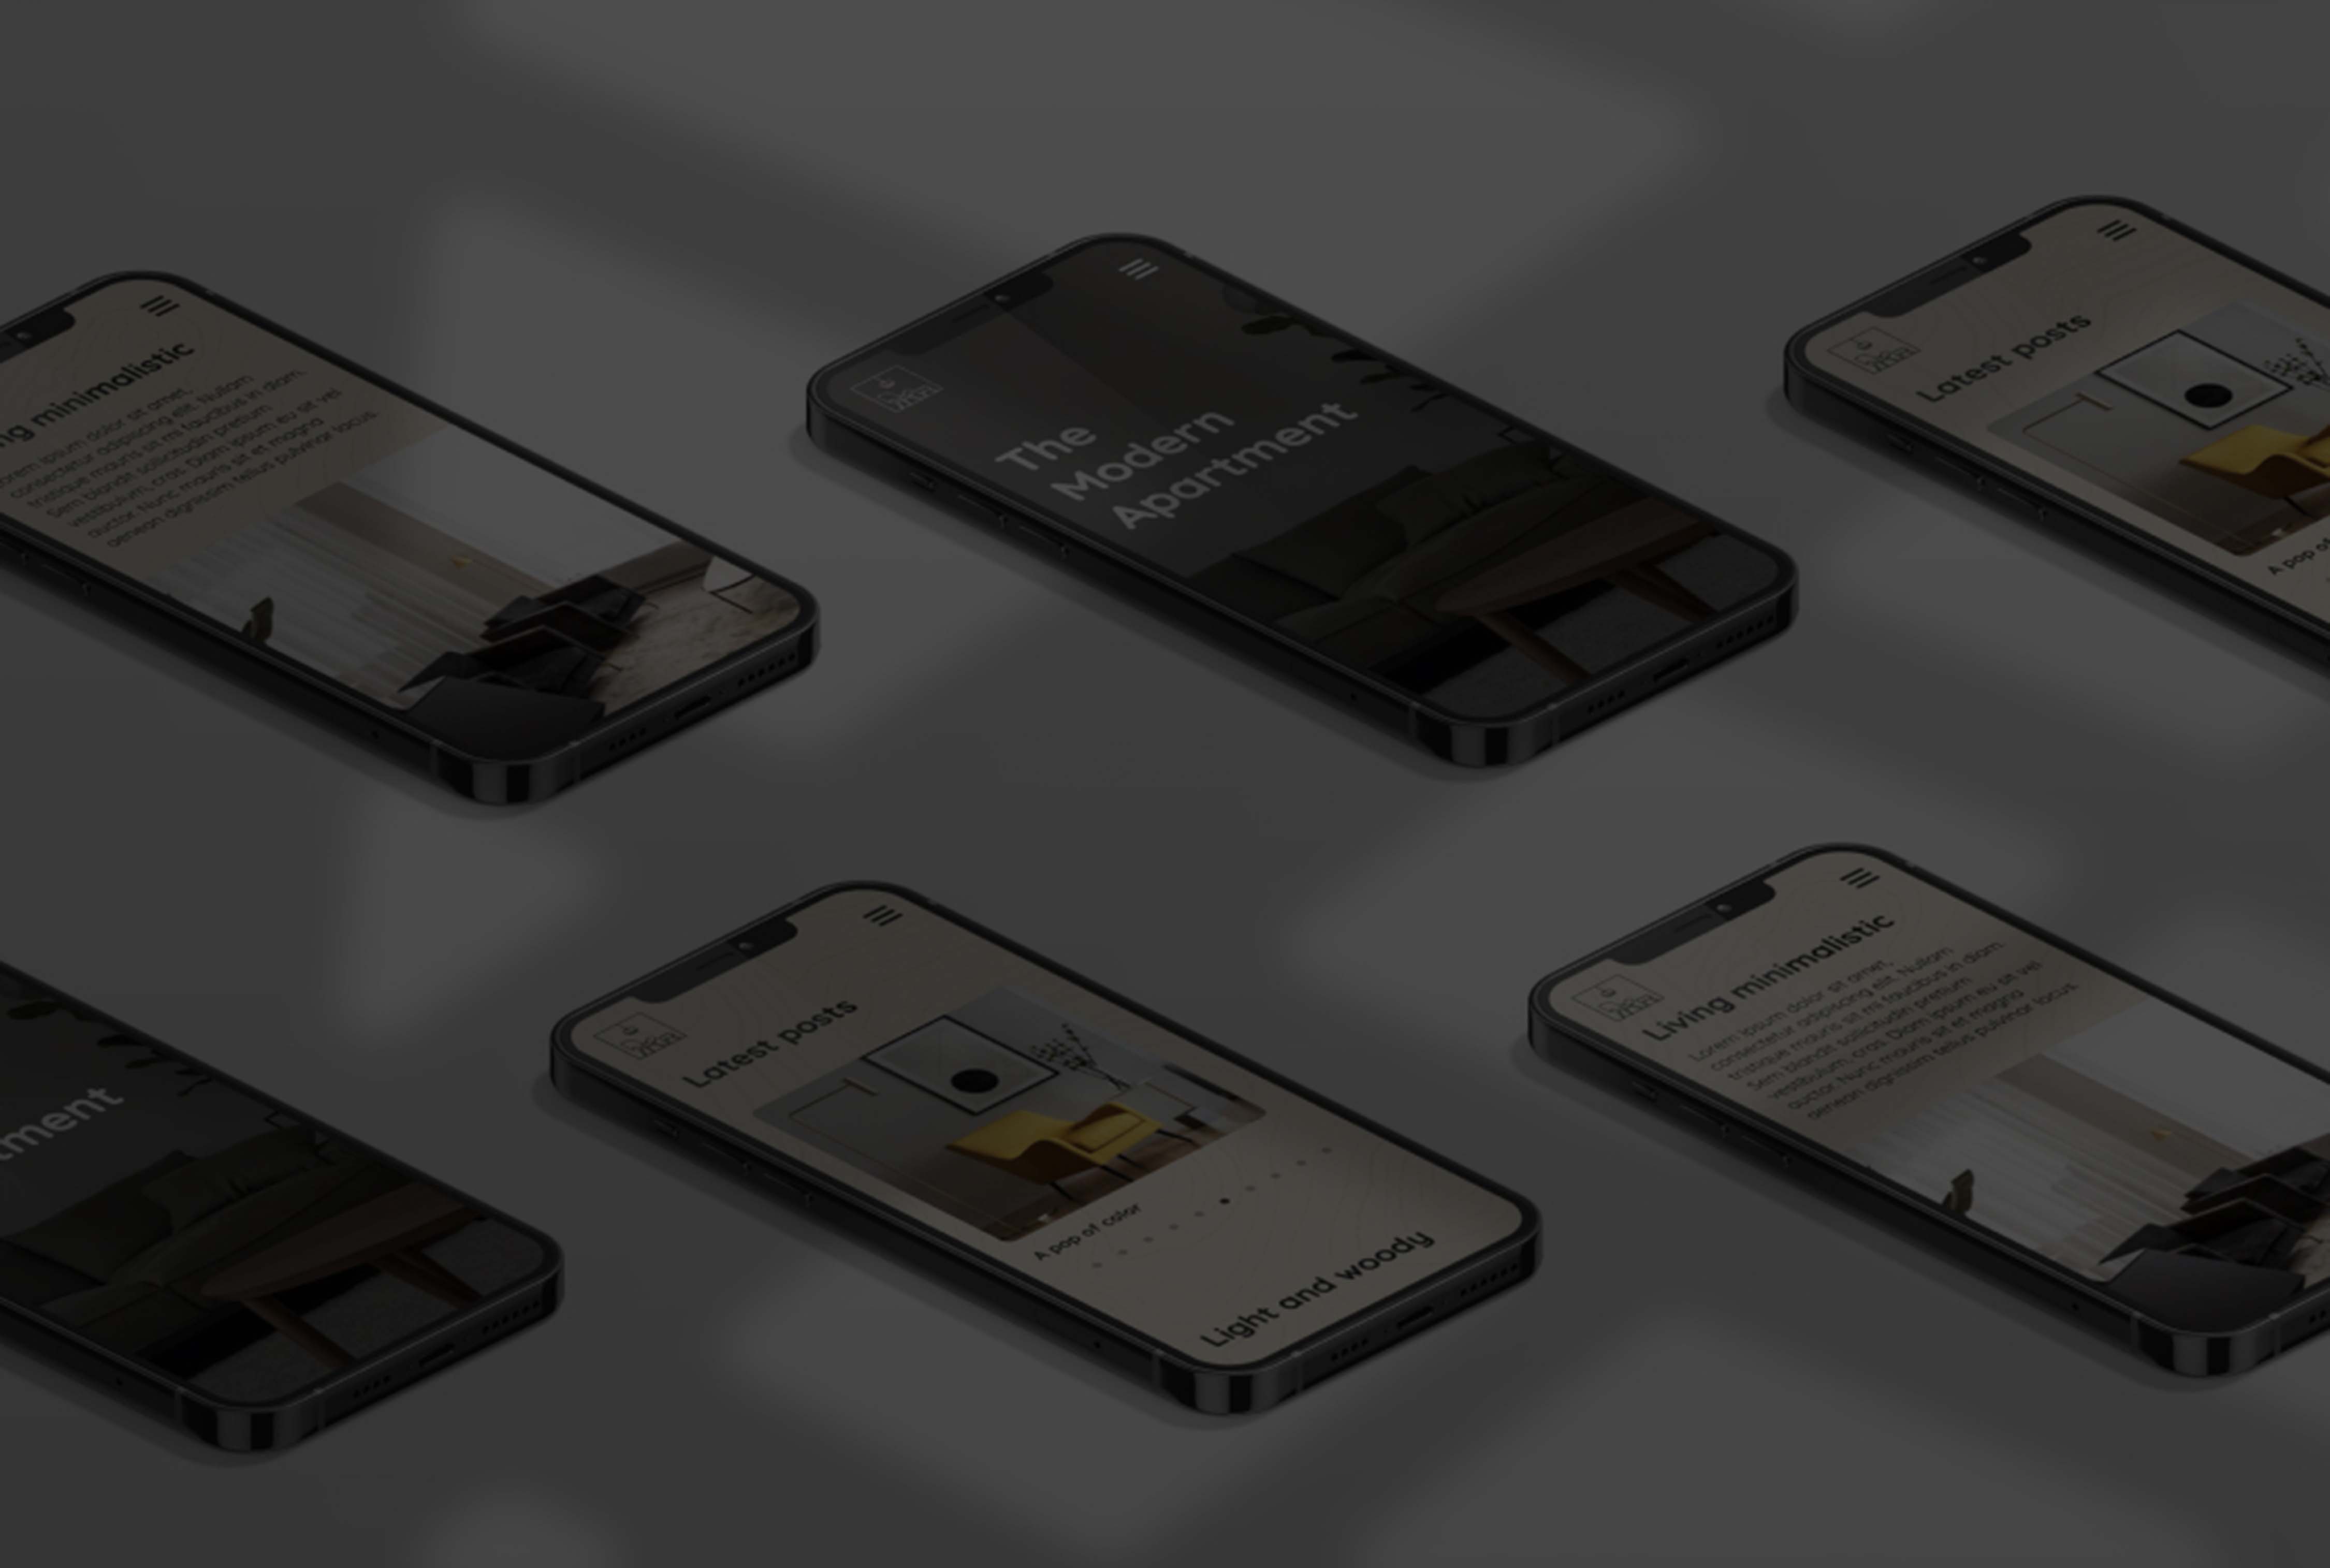 ng minimalistic
orem ipsum dolor sit amet,
consectetur adipiscing elit. Nullam
tristique mauris sit mi faucibus in diam.
Sem blandit sollicitudin pretium
vestibulum, cras. Diam ipsum eu sit vel
auctor. Nunc mauris sit et magna
aenean dignissim tellus pulvinar lacus.
The
Modern
Apartment
Latest posts
A pop of
tment
Latest posts
A pop of color
Light and woody
Living minimalistic
Lorem ipsum dolor sit amet,
consectetur adipiscing elit. Nullam
tristique mauris sit mi faucibus in diam.
Sem blandit sollicitudin pretium
vestibulum, cras. Diam ipsum eu sit vel
auctor. Nunc mauris sit et magna
aenean dignissim tellus pulvinar lacus.